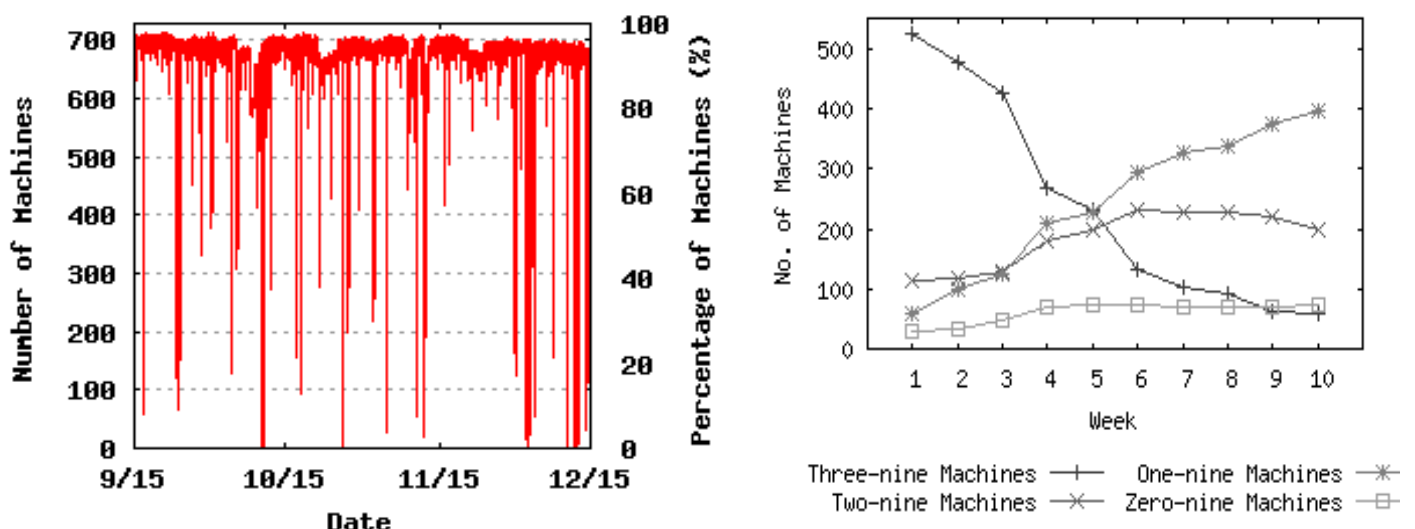 Number of Machines
700
600
500
400
300
200
100
0
9/15
10/15
11/15
12/15
Date
100
80
60
40
20
0
Percentage of Machines (%)
No. of Machines
500
400
300
200
100
0
1 2 3 4 5 6 7 8 9 10
Week
Three-nine Machines
One-nine Machines
Two-nine Machines
Zero-nine Machines